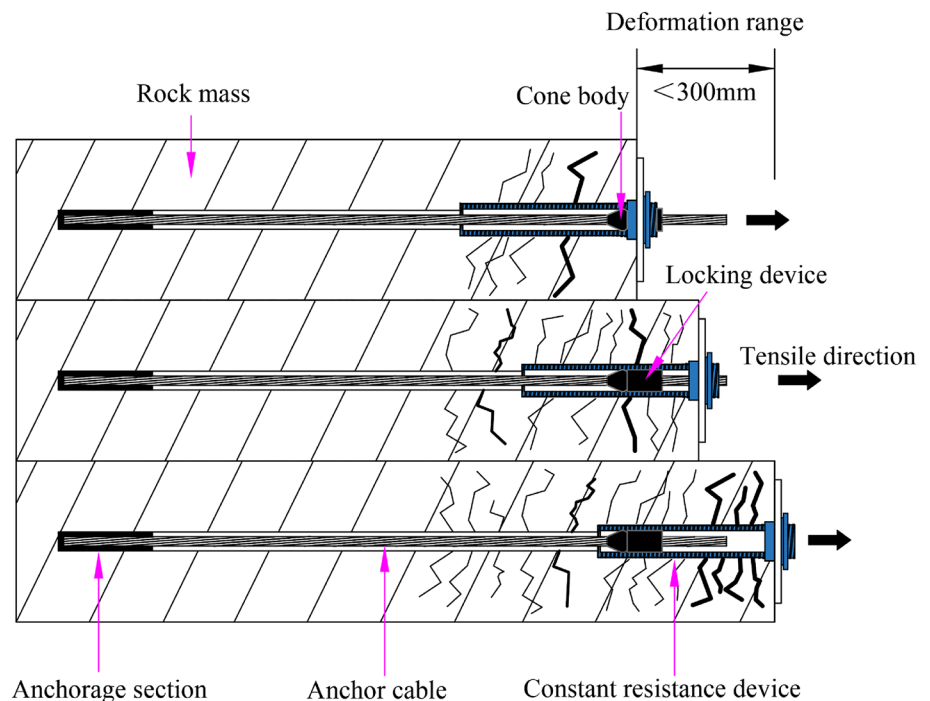 Deformation range
<300mm
Rock mass
Cone body
Locking device
Tensile direction
Anchorage section
Anchor cable
Constant resistance device